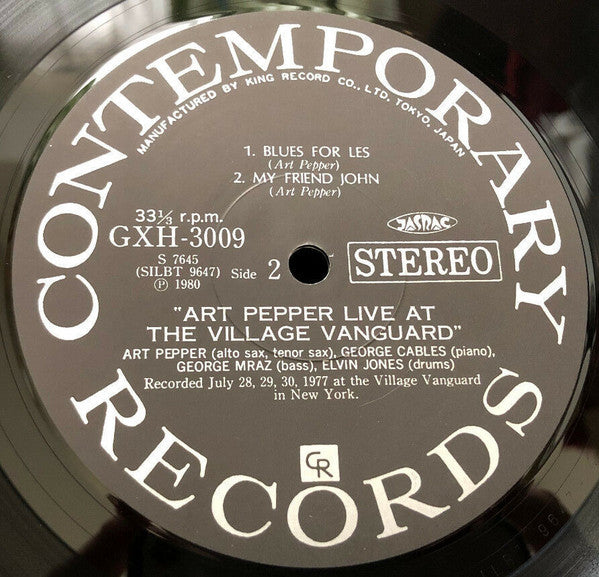 CONTEMPORARY
MANUFACTURED BY KING RECORD CO., LTD. TOKYO, JAPAN
1. BLUES FOR LES
(Art Pepper)
2. MY FRIEND JOHN
(Art Pepper)
33⅓ r.p.m.
GXH-3009
JASRAC
S 7645
(SILBT 9647) Side 2
STEREO
Ⓟ 1980
"ART PEPPER LIVE AT
THE VILLAGE VANGUARD"
ART PEPPER (alto sax, tenor sax), GEORGE CABLES (piano),
GEORGE MRAZ (bass), ELVIN JONES (drums)
Recorded July 28, 29, 30, 1977 at the Village Vanguard
in New York.
CR
RECORDS